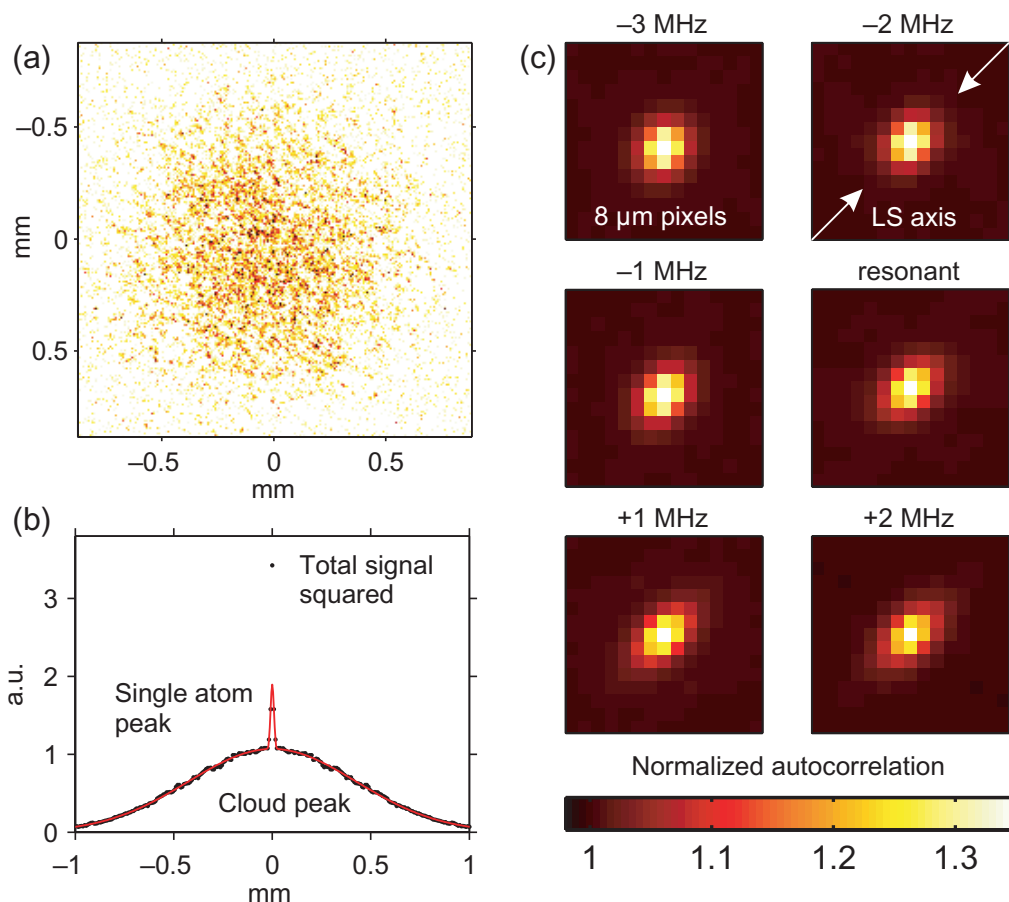 (a)
–0.5
0
0.5
mm
–0.5
0
0.5
mm
(b)
3
2
1
0
a.u.
Total signal
squared
Single atom
peak
Cloud peak
–1
–0.5
0
0.5
1
mm
(c)
–3 MHz
–2 MHz
8 µm pixels
LS axis
–1 MHz
resonant
+1 MHz
+2 MHz
Normalized autocorrelation
1
1.1
1.2
1.3